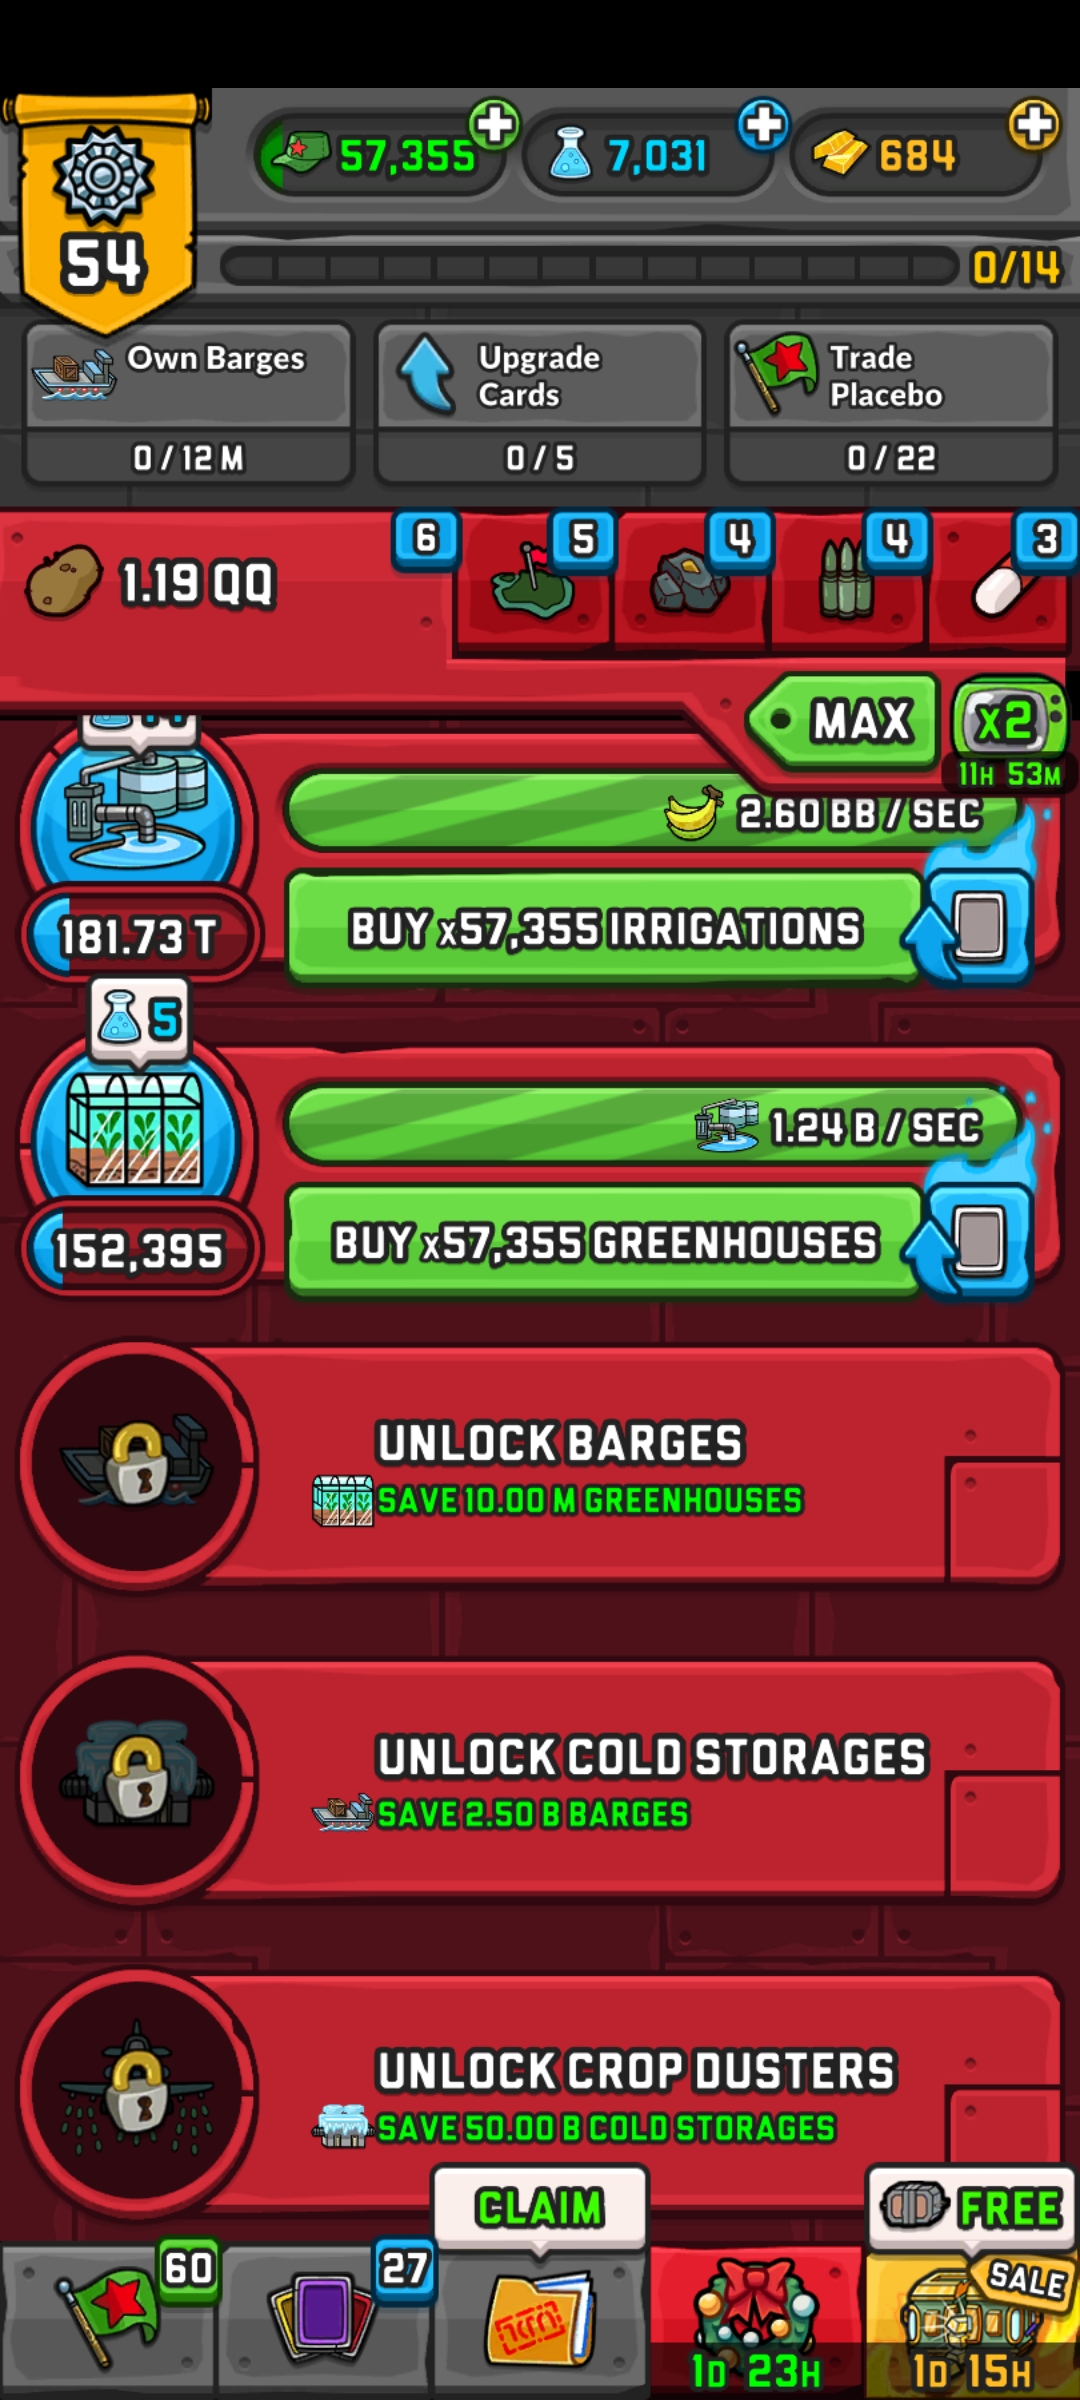 57,355
7,031
684
54
0/14
Own Barges
0 / 12 M
Upgrade
Cards
0 / 5
Trade
Placebo
0 / 22
1.19 QQ
6
5
4
4
3
MAX
x2
11H 53M
2.60 BB / SEC
181.73 T
BUY x57,355 IRRIGATIONS
5
1.24 B / SEC
152,395
BUY x57,355 GREENHOUSES
UNLOCK BARGES
SAVE 10.00 M GREENHOUSES
UNLOCK COLD STORAGES
SAVE 2.50 B BARGES
UNLOCK CROP DUSTERS
SAVE 50.00 B COLD STORAGES
CLAIM
FREE
60
27
SALE
1D 23H
1D 15H